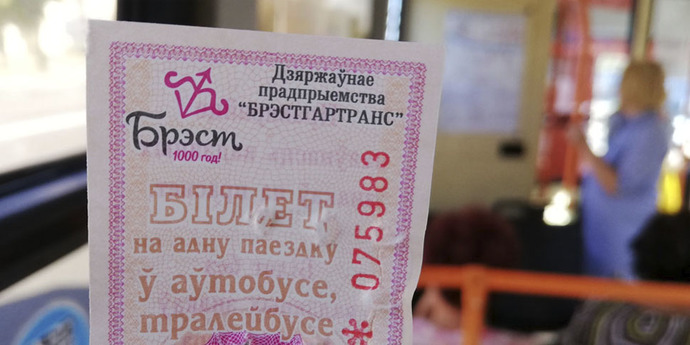 Дзяржаўнае
прадпрыемства
"БРЭСТГАРТРАНС"
Брэст
1000 год!
БІЛЕТ
на адну паездку
ў аўтобусе,
тралейбусе
* 075983